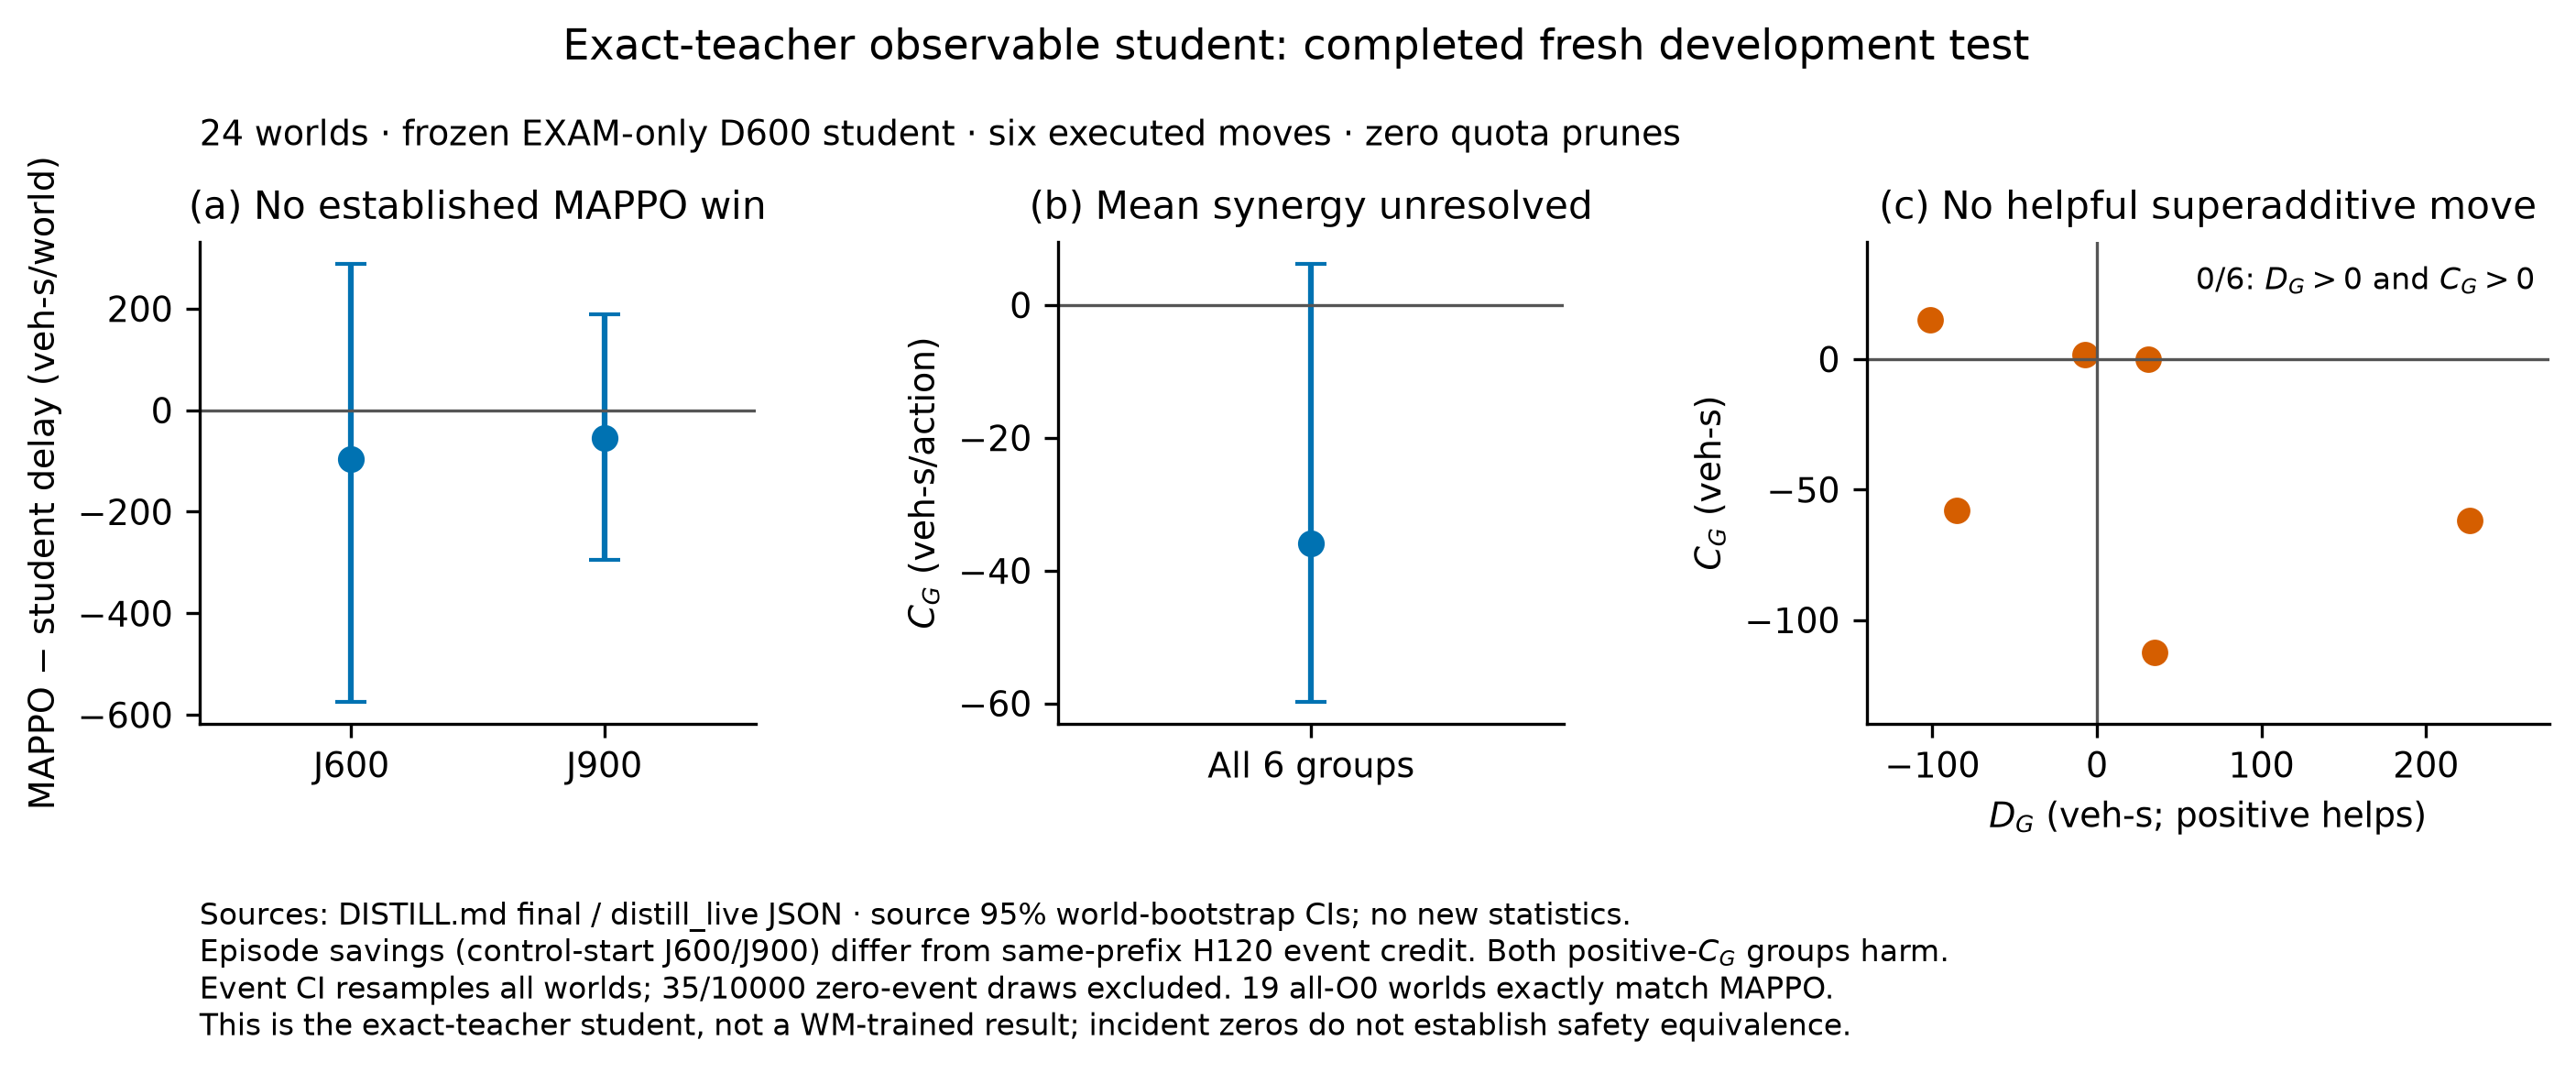 Exact-teacher observable student: completed fresh development test
24 worlds · frozen EXAM-only D600 student · six executed moves · zero quota prunes
(a) No established MAPPO win
MAPPO − student delay (veh-s/world)
200
0
−200
−400
−600
J600
J900
(b) Mean synergy unresolved
C_G (veh-s/action)
0
−20
−40
−60
All 6 groups
(c) No helpful superadditive move
0/6: D_G > 0 and C_G > 0
C_G (veh-s)
0
−50
−100
−100
0
100
200
D_G (veh-s; positive helps)
Sources: DISTILL.md final / distill_live JSON · source 95% world-bootstrap CIs; no new statistics.
Episode savings (control-start J600/J900) differ from same-prefix H120 event credit. Both positive-C_G groups harm.
Event CI resamples all worlds; 35/10000 zero-event draws excluded. 19 all-O0 worlds exactly match MAPPO.
This is the exact-teacher student, not a WM-trained result; incident zeros do not establish safety equivalence.